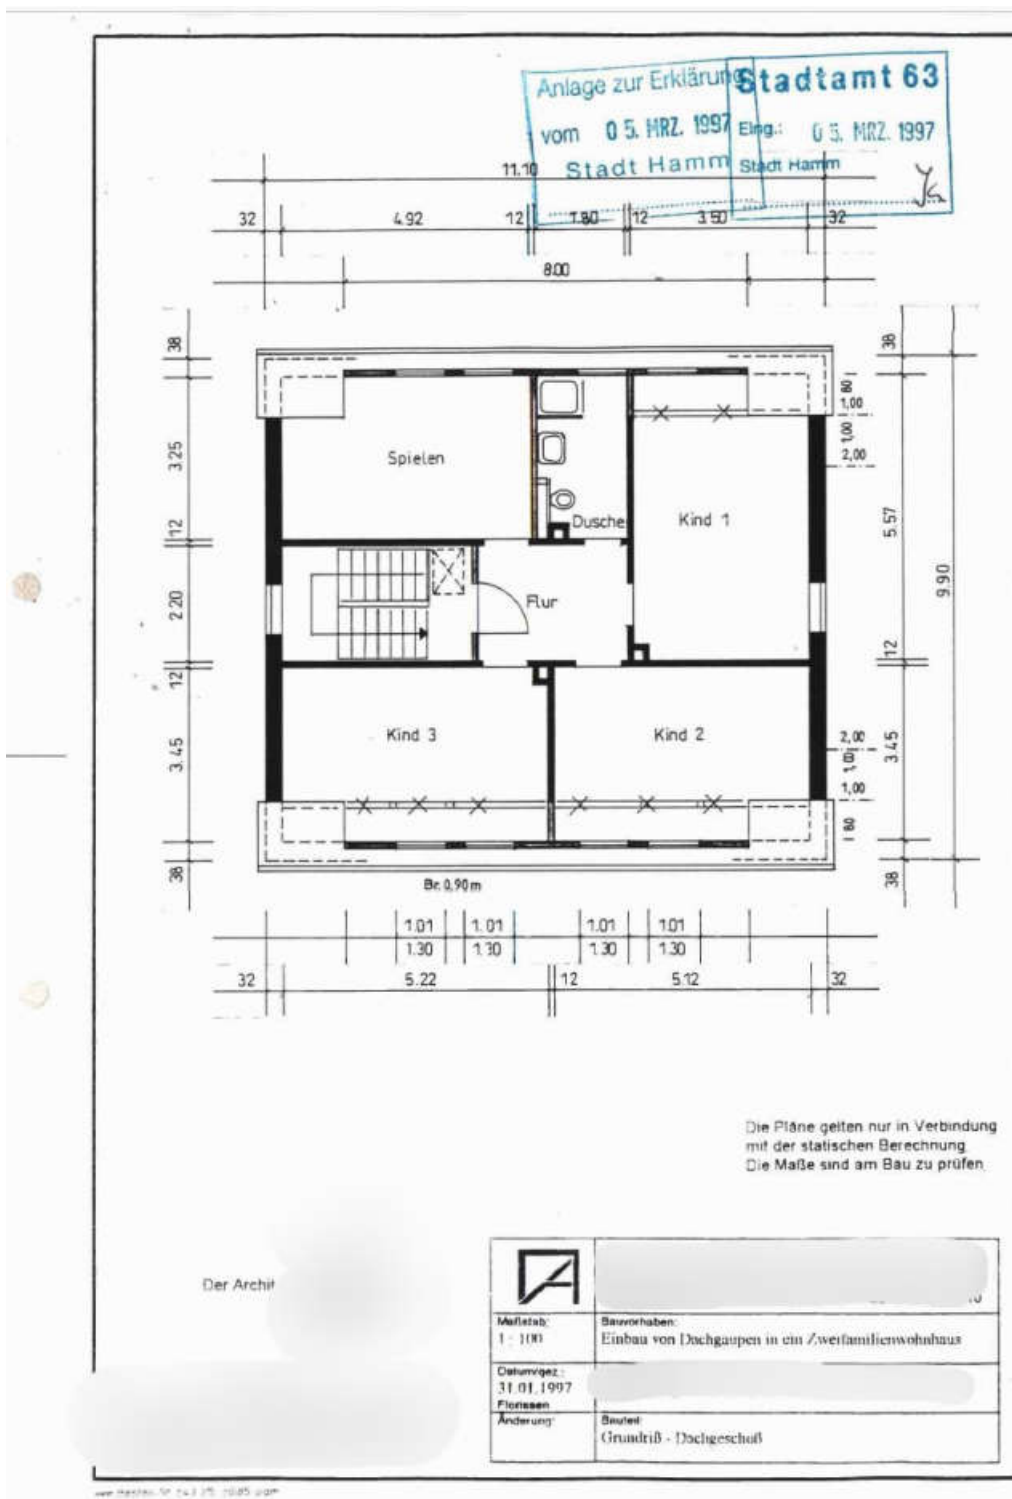 Anlage zur Erklärung
vom 05. MRZ. 1997
Stadt Hamm
Stadtamt 63
Eing.: 05. MRZ. 1997
Stadt Hamm
11.10
32 4.92 12 1.80 12 3.50 32
8.00
38
3.25
12
2.20
12
3.45
38
38
5.57
12
3.45
38
9.90
80
1,00
1,00
2,00
2,00
1,00
1,00
80
Spielen
Dusche
Kind 1
Flur
Kind 3
Kind 2
Br. 0,90m
1.01 1.01 1.01 1.01
1.30 1.30 1.30 1.30
32 5.22 12 5.12 32
Die Pläne gelten nur in Verbindung
mit der statischen Berechnung
Die Maße sind am Bau zu prüfen
Der Archit
Maßstab:
1 : 100
Bauvorhaben:
Einbau von Dachgaupen in ein Zweifamilienwohnhaus
Datum/gez.:
31.01.1997
Florissen
Änderung:
Bauteil:
Grundriß - Dachgeschoß